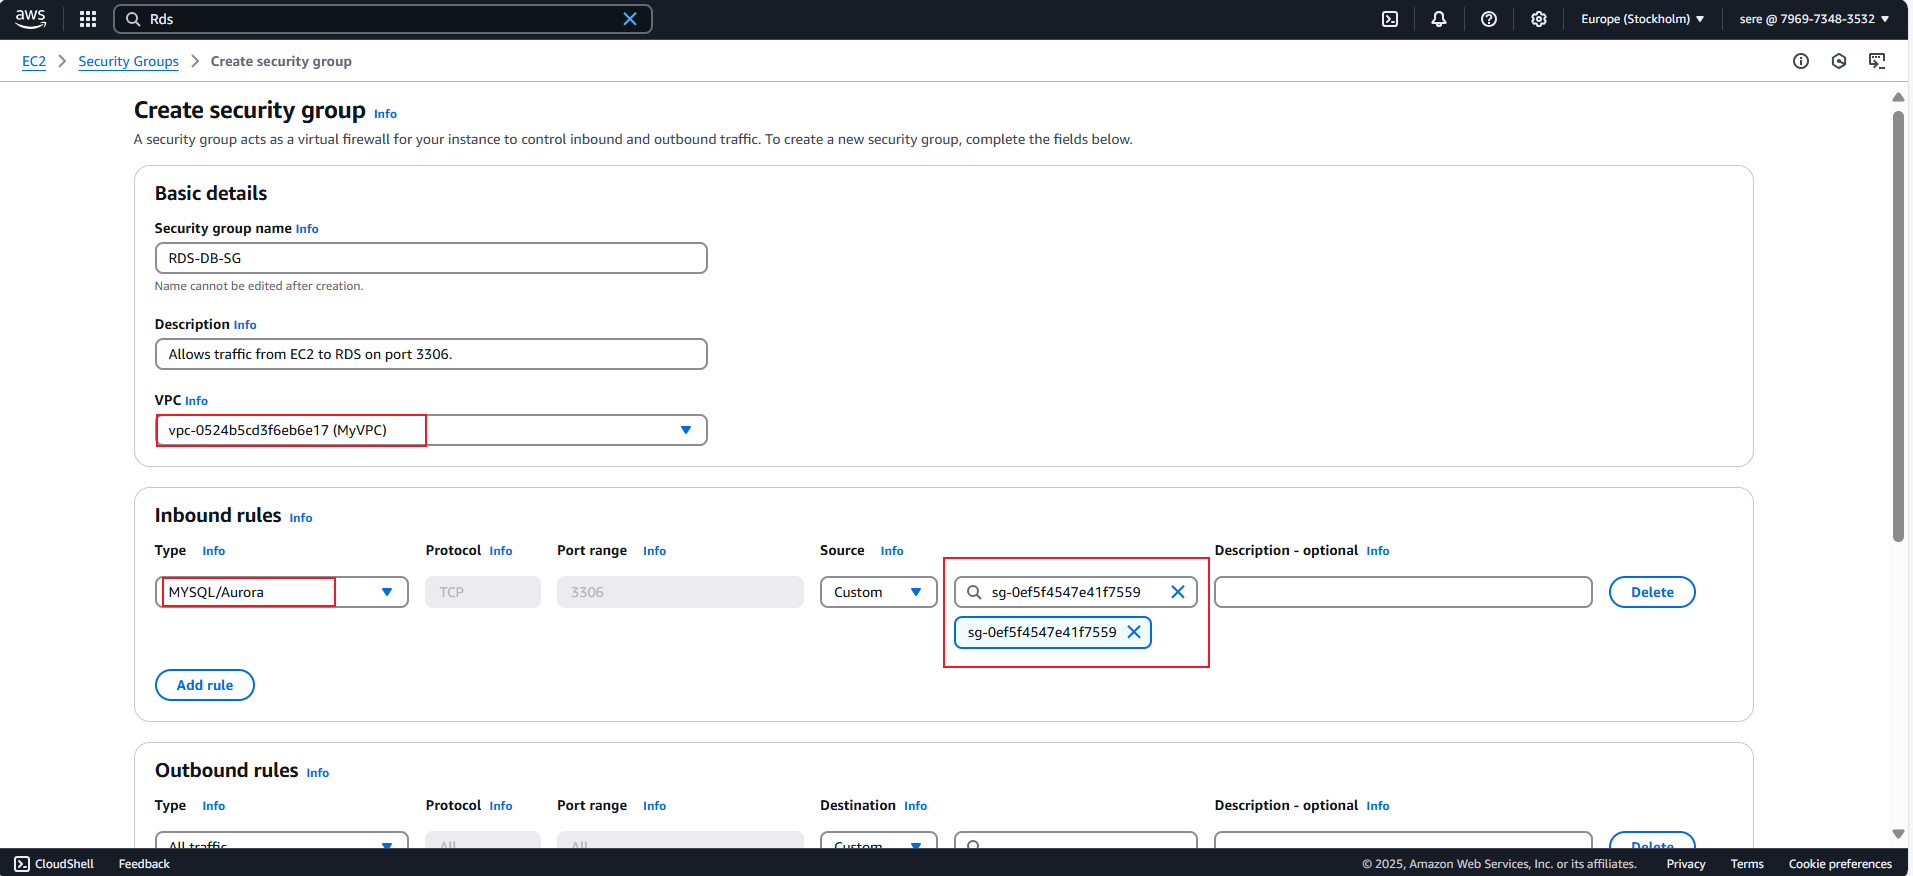 aws
Rds
Europe (Stockholm)
sere @ 7969-7348-3532
EC2 > Security Groups > Create security group
Create security group Info
A security group acts as a virtual firewall for your instance to control inbound and outbound traffic. To create a new security group, complete the fields below.
Basic details
Security group name Info
RDS-DB-SG
Name cannot be edited after creation.
Description Info
Allows traffic from EC2 to RDS on port 3306.
VPC Info
vpc-0524b5cd3f6eb6e17 (MyVPC)
Inbound rules Info
Type Info Protocol Info Port range Info Source Info Description - optional Info
MYSQL/Aurora TCP 3306 Custom sg-0ef5f4547e41f7559 Delete
sg-0ef5f4547e41f7559
Add rule
Outbound rules Info
Type Info Protocol Info Port range Info Destination Info Description - optional Info
All traffic All All Custom Delete
CloudShell Feedback © 2025, Amazon Web Services, Inc. or its affiliates. Privacy Terms Cookie preferences